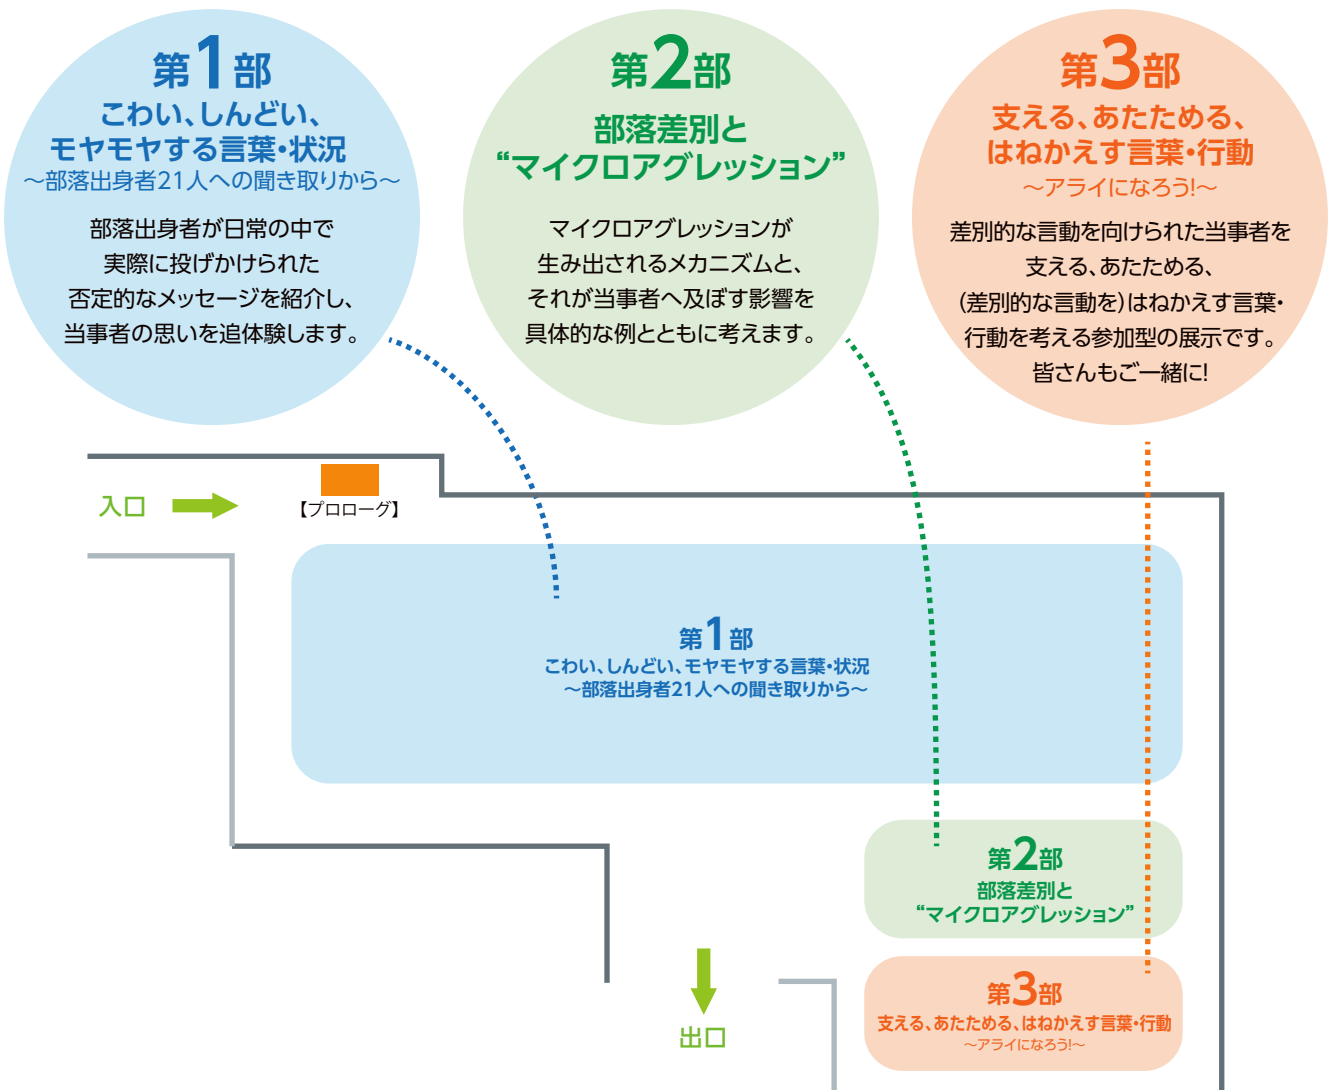 第1部
こわい、しんどい、
モヤモヤする言葉・状況
～部落出身者21人への聞き取りから～
部落出身者が日常の中で
実際に投げかけられた
否定的なメッセージを紹介し、
当事者の思いを追体験します。
第2部
部落差別と
“マイクロアグレッション”
マイクロアグレッションが
生み出されるメカニズムと、
それが当事者へ及ぼす影響を
具体的な例とともに考えます。
第3部
支える、あたためる、
はねかえす言葉・行動
～アライになろう!～
差別的な言動を向けられた当事者を
支える、あたためる、
(差別的な言動を)はねかえす言葉・
行動を考える参加型の展示です。
皆さんもご一緒に!
入口
【プロローグ】
第1部
こわい、しんどい、モヤモヤする言葉・状況
～部落出身者21人への聞き取りから～
第2部
部落差別と
“マイクロアグレッション”
第3部
支える、あたためる、はねかえす言葉・行動
～アライになろう!～
出口